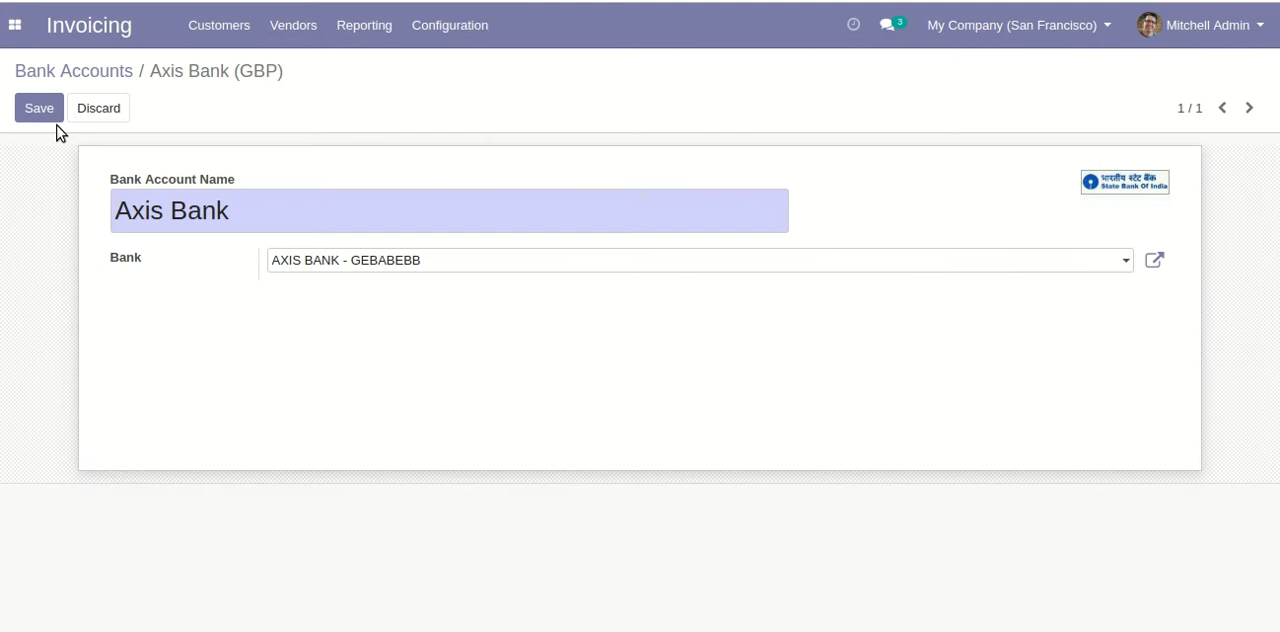 Invoicing
Customers
Vendors
Reporting
Configuration
3
My Company (San Francisco)
Mitchell Admin
Bank Accounts / Axis Bank (GBP)
Save
Discard
1 / 1
Bank Account Name
भारतीय स्टेट बैंक
State Bank Of India
Axis Bank
Bank
AXIS BANK - GEBABEBB